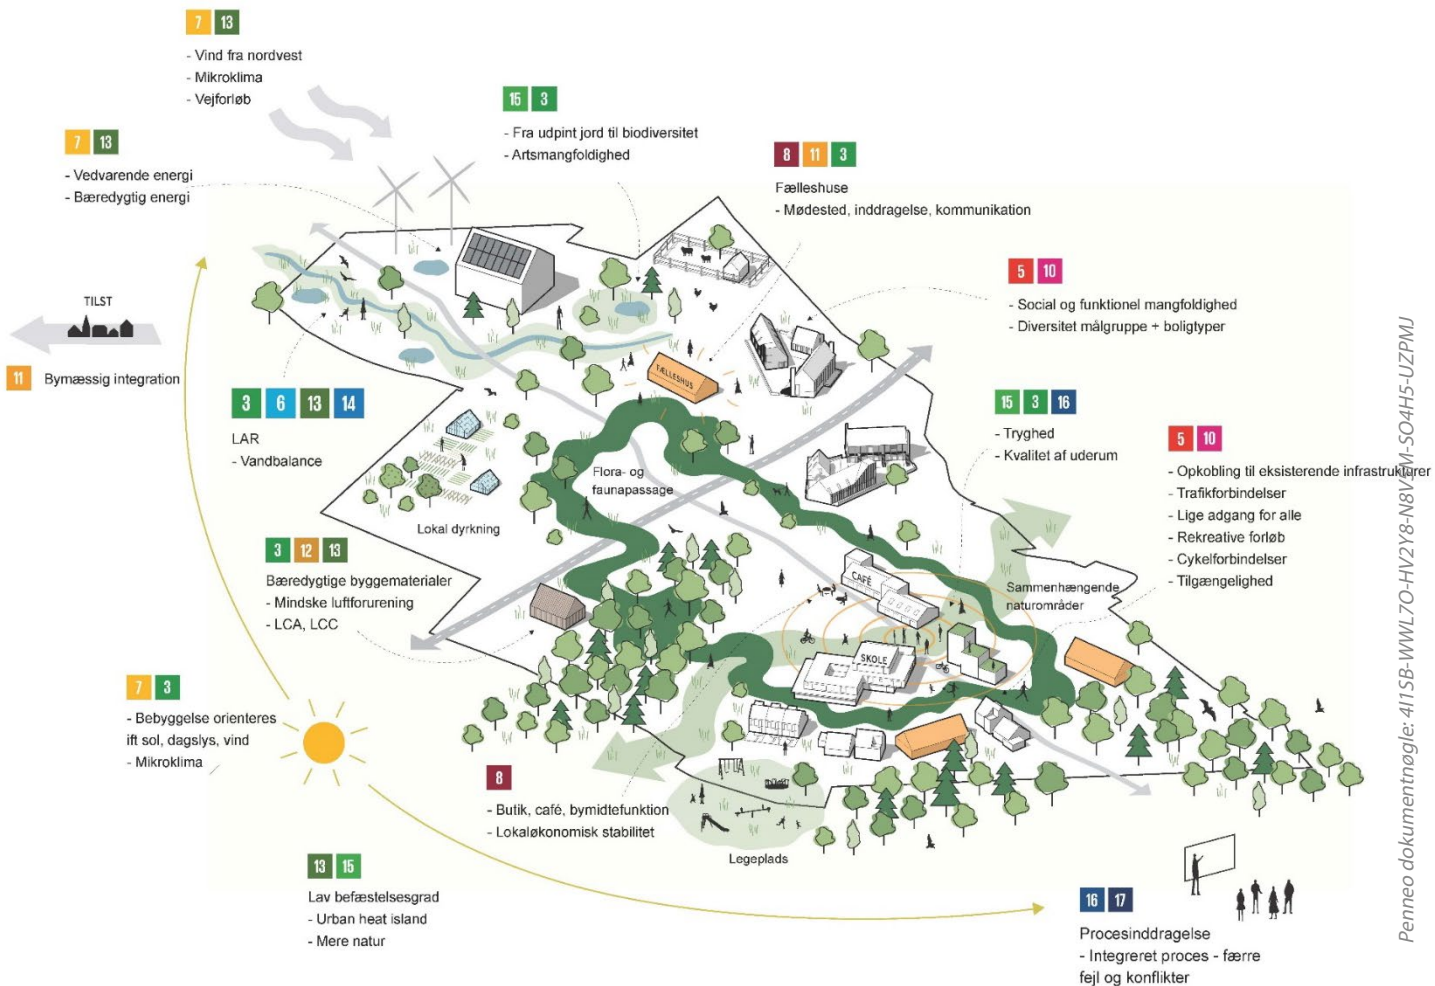 7 13
- Vind fra nordvest
- Mikroklima
- Vejforløb
15 3
- Fra udpint jord til biodiversitet
- Artsmangfoldighed
7 13
- Vedvarende energi
- Bæredygtig energi
8 11 3
Fælleshuse
- Mødested, inddragelse, kommunikation
5 10
- Social og funktionel mangfoldighed
- Diversitet målgruppe + boligtyper
TILST
11 Bymæssig integration
3 6 13 14
LAR
- Vandbalance
FÆLLESHUS
15 3 16
- Tryghed
- Kvalitet af uderum
5 10
- Opkobling til eksisterende infrastrukturer
- Trafikforbindelser
- Lige adgang for alle
- Rekreative forløb
- Cykelforbindelser
- Tilgængelighed
Flora- og
faunapassage
Lokal dyrkning
3 12 13
Bæredygtige byggematerialer
- Mindske luftforurening
- LCA, LCC
CAFÉ
Sammenhængende
naturområder
SKOLE
7 3
- Bebyggelse orienteres
ift sol, dagslys, vind
- Mikroklima
8
- Butik, café, bymidtefunktion
- Lokaløkonomisk stabilitet
Legeplads
13 15
Lav befæstelsesgrad
- Urban heat island
- Mere natur
16 17
Procesinddragelse
- Integreret proces - færre
fejl og konflikter
Penneo dokumentnøgle: